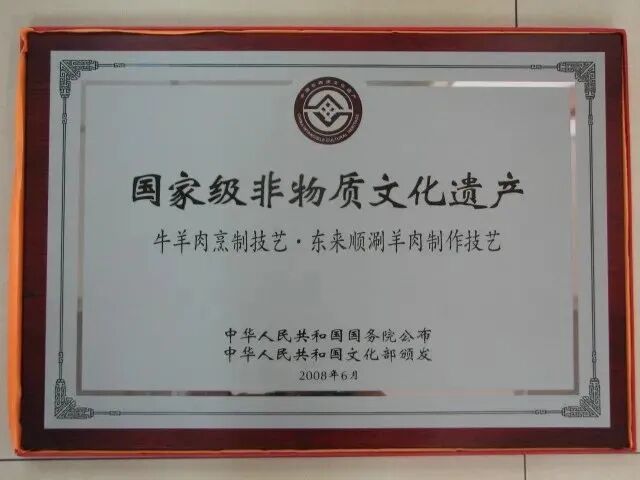 国家级非物质文化遗产
牛羊肉烹制技艺·东来顺涮羊肉制作技艺
中华人民共和国国务院公布
中华人民共和国文化部颁发
2008年6月